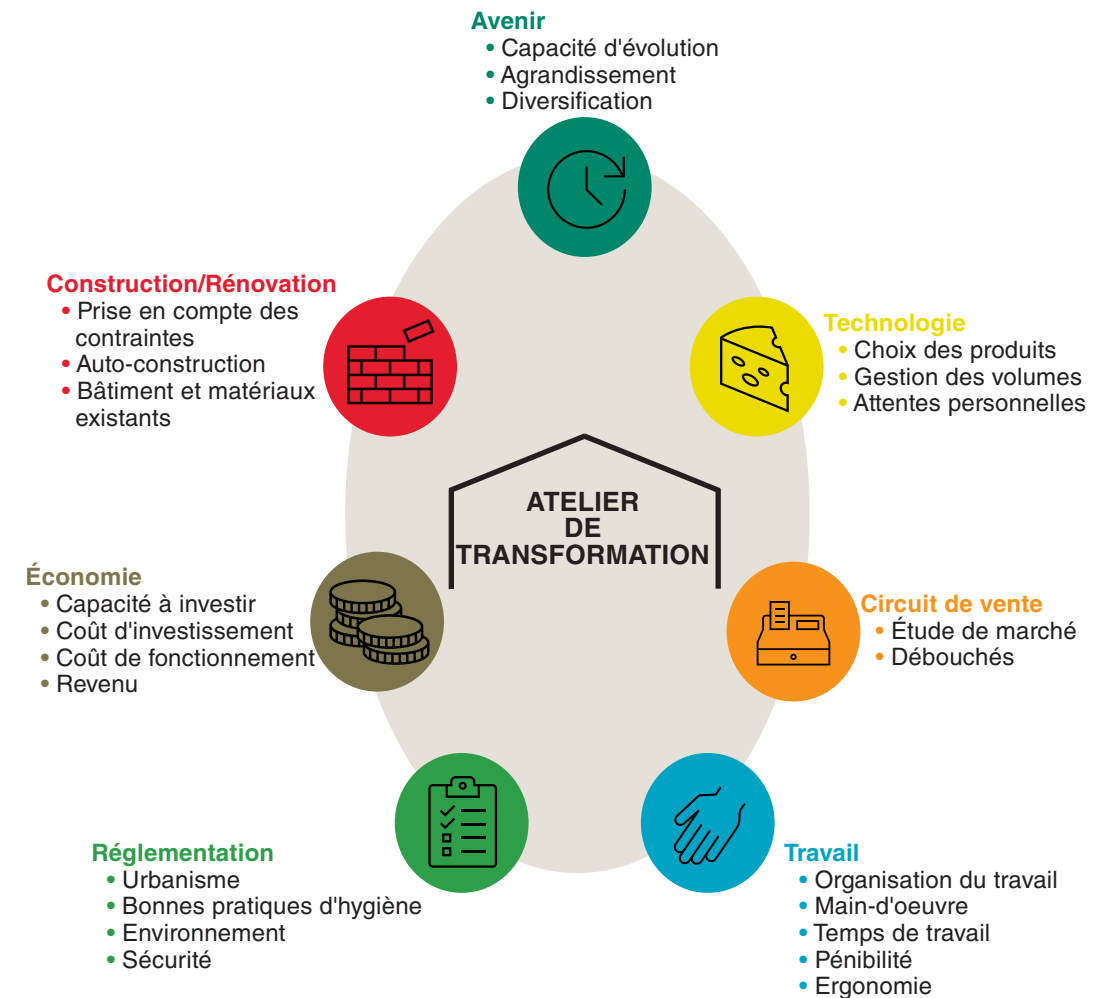 Avenir
• Capacité d'évolution
• Agrandissement
• Diversification
Construction/Rénovation
• Prise en compte des
contraintes
• Auto-construction
• Bâtiment et matériaux
existants
Technologie
• Choix des produits
• Gestion des volumes
• Attentes personnelles
ATELIER
DE
TRANSFORMATION
Économie
• Capacité à investir
• Coût d'investissement
• Coût de fonctionnement
• Revenu
Circuit de vente
• Étude de marché
• Débouchés
Réglementation
• Urbanisme
• Bonnes pratiques d'hygiène
• Environnement
• Sécurité
Travail
• Organisation du travail
• Main-d'oeuvre
• Temps de travail
• Pénibilité
• Ergonomie